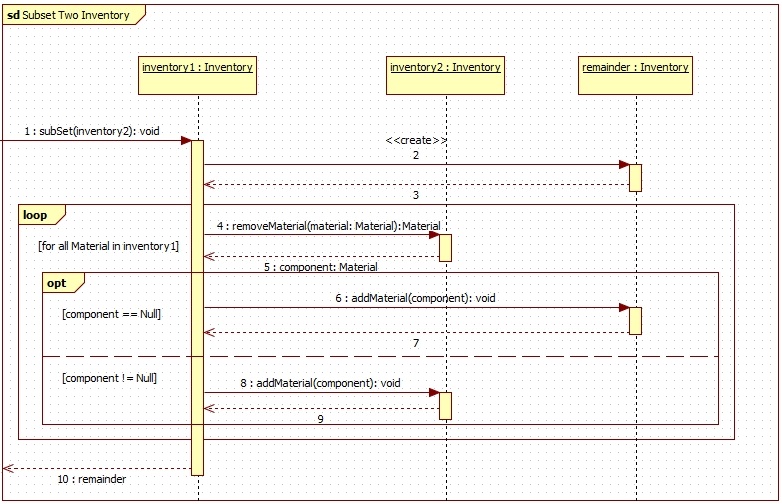 sd Subset Two Inventory
inventory1 : Inventory
inventory2 : Inventory
remainder : Inventory
1 : subSet(inventory2): void
<<create>>
2
3
loop
4 : removeMaterial(material: Material):Material
[for all Material in inventory1]
5 : component: Material
opt
6 : addMaterial(component): void
[component == Null]
7
[component != Null]
8 : addMaterial(component): void
9
10 : remainder